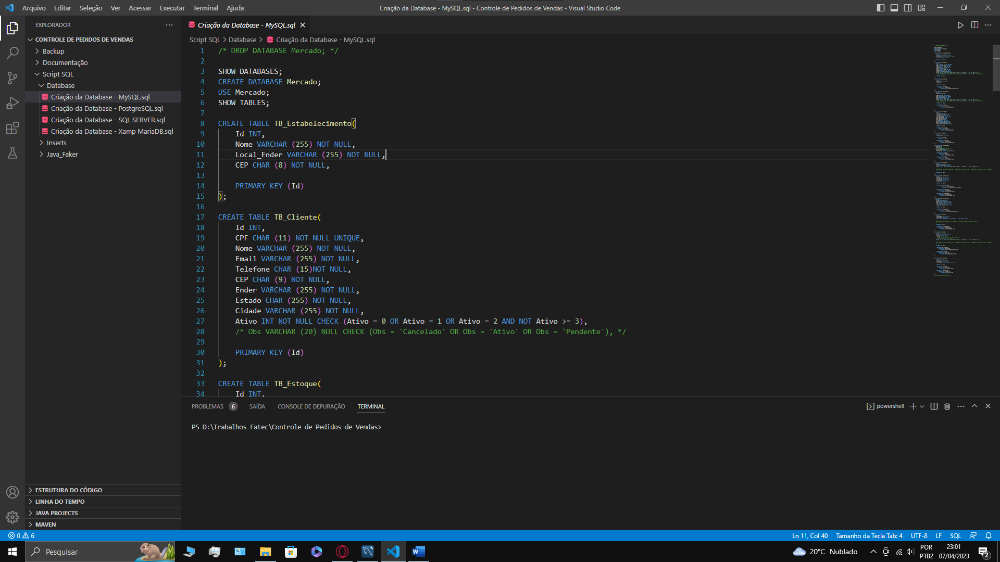 Arquivo Editar Seleção Ver Acessar Executar Terminal Ajuda
Criação da Database - MySQL.sql - Controle de Pedidos de Vendas - Visual Studio Code
EXPLORADOR
CONTROLE DE PEDIDOS DE VENDAS
Backup
Documentação
Script SQL
Database
Criação da Database - MySQL.sql
Criação da Database - PostgreSQL.sql
Criação da Database - SQL SERVER.sql
Criação da Database - Xamp MariaDB.sql
Inserts
Java_Faker
ESTRUTURA DO CÓDIGO
LINHA DO TEMPO
JAVA PROJECTS
MAVEN
Criação da Database - MySQL.sql
Script SQL > Database > Criação da Database - MySQL.sql
1 /* DROP DATABASE Mercado; */
2
3 SHOW DATABASES;
4 CREATE DATABASE Mercado;
5 USE Mercado;
6 SHOW TABLES;
7
8 CREATE TABLE TB_Estabelecimento(
9 Id INT,
10 Nome VARCHAR (255) NOT NULL,
11 Local_Ender VARCHAR (255) NOT NULL,
12 CEP CHAR (8) NOT NULL,
13
14 PRIMARY KEY (Id)
15 );
16
17 CREATE TABLE TB_Cliente(
18 Id INT,
19 CPF CHAR (11) NOT NULL UNIQUE,
20 Nome VARCHAR (255) NOT NULL,
21 Email VARCHAR (255) NOT NULL,
22 Telefone CHAR (15)NOT NULL,
23 CEP CHAR (9) NOT NULL,
24 Ender VARCHAR (255) NOT NULL,
25 Estado CHAR (255) NOT NULL,
26 Cidade VARCHAR (255) NOT NULL,
27 Ativo INT NOT NULL CHECK (Ativo = 0 OR Ativo = 1 OR Ativo = 2 AND NOT Ativo >= 3),
28 /* Obs VARCHAR (20) NULL CHECK (Obs = 'Cancelado' OR Obs = 'Ativo' OR Obs = 'Pendente'), */
29
30 PRIMARY KEY (Id)
31 );
32
33 CREATE TABLE TB_Estoque(
34 Id INT,
PROBLEMAS 6 SAÍDA CONSOLE DE DEPURAÇÃO TERMINAL
powershell
PS D:\Trabalhos Fatec\Controle de Pedidos de Vendas>
0 6
Ln 11, Col 40 Tamanho da Tecla Tab: 4 UTF-8 LF SQL
Pesquisar
20°C Nublado
POR
PTB2
23:01
07/04/2023
2